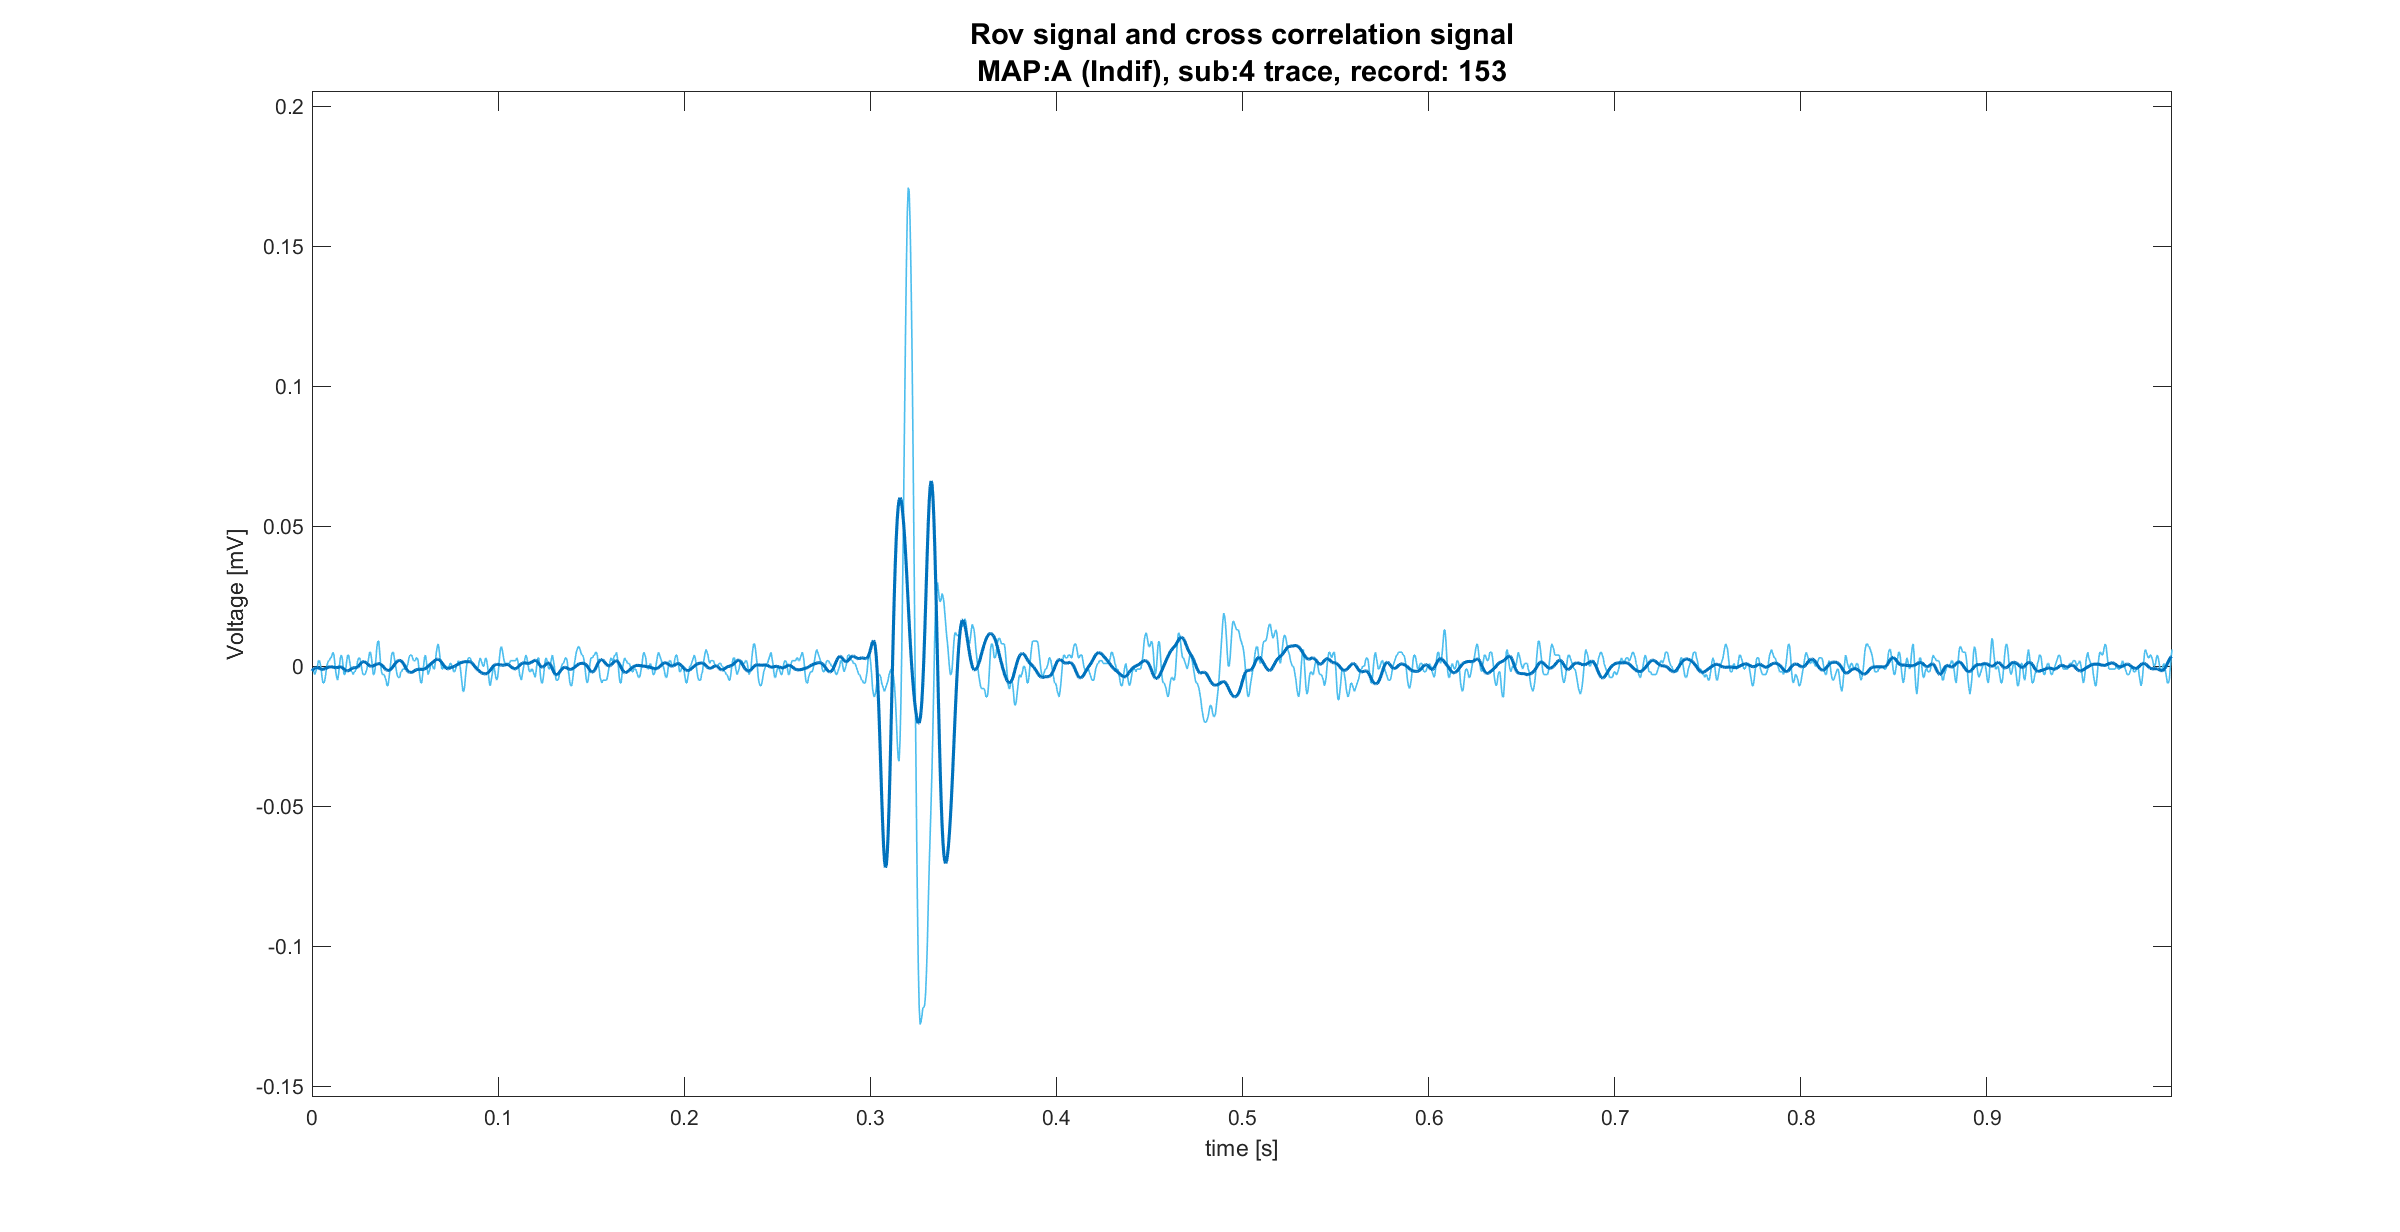 Rov signal and cross correlation signal
MAP:A (Indif), sub:4 trace, record: 153
0.2
0.15
0.1
0.05
0
-0.05
-0.1
-0.15
Voltage [mV]
0 0.1 0.2 0.3 0.4 0.5 0.6 0.7 0.8 0.9
time [s]